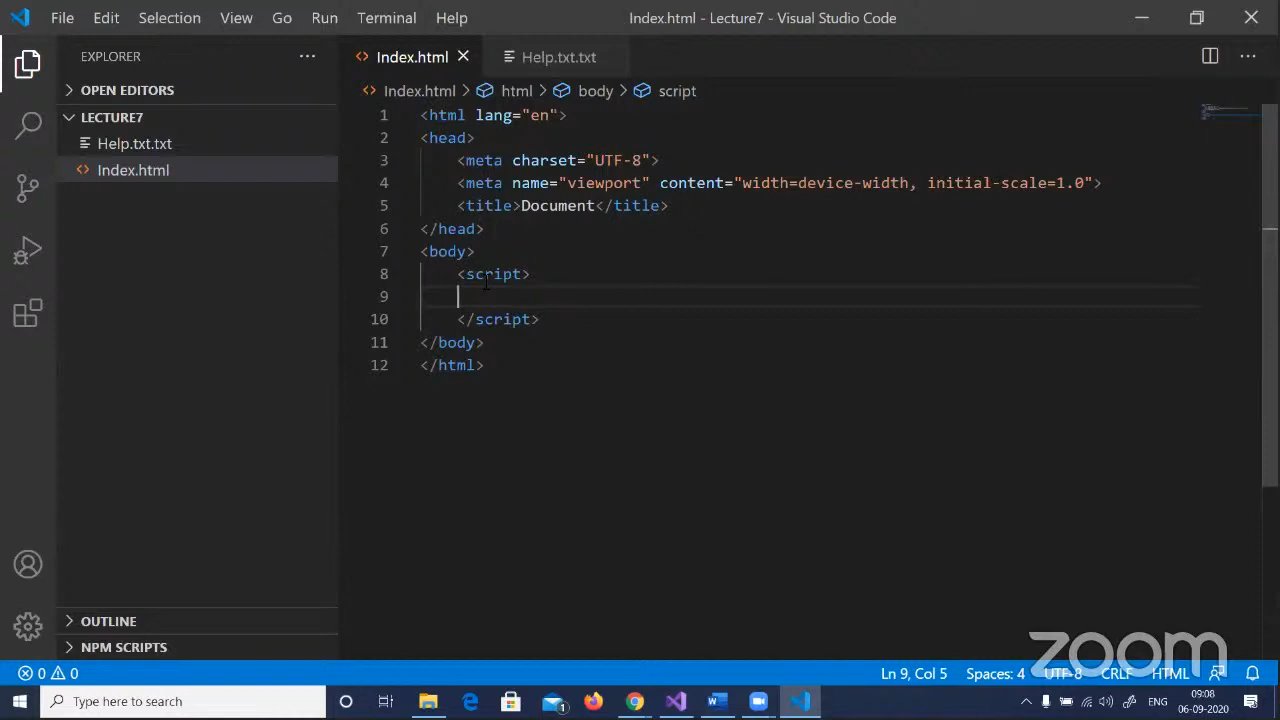 File Edit Selection View Go Run Terminal Help Index.html - Lecture7 - Visual Studio Code
EXPLORER
OPEN EDITORS
LECTURE7
Help.txt.txt
Index.html
OUTLINE
NPM SCRIPTS
Index.html Help.txt.txt
Index.html > html > body > script
1 <html lang="en">
2 <head>
3 <meta charset="UTF-8">
4 <meta name="viewport" content="width=device-width, initial-scale=1.0">
5 <title>Document</title>
6 </head>
7 <body>
8 <script>
9
10 </script>
11 </body>
12 </html>
zoom
0 0 Ln 9, Col 5 Spaces: 4 UTF-8 CRLF HTML
Type here to search
1
ENG
09:08
06-09-2020